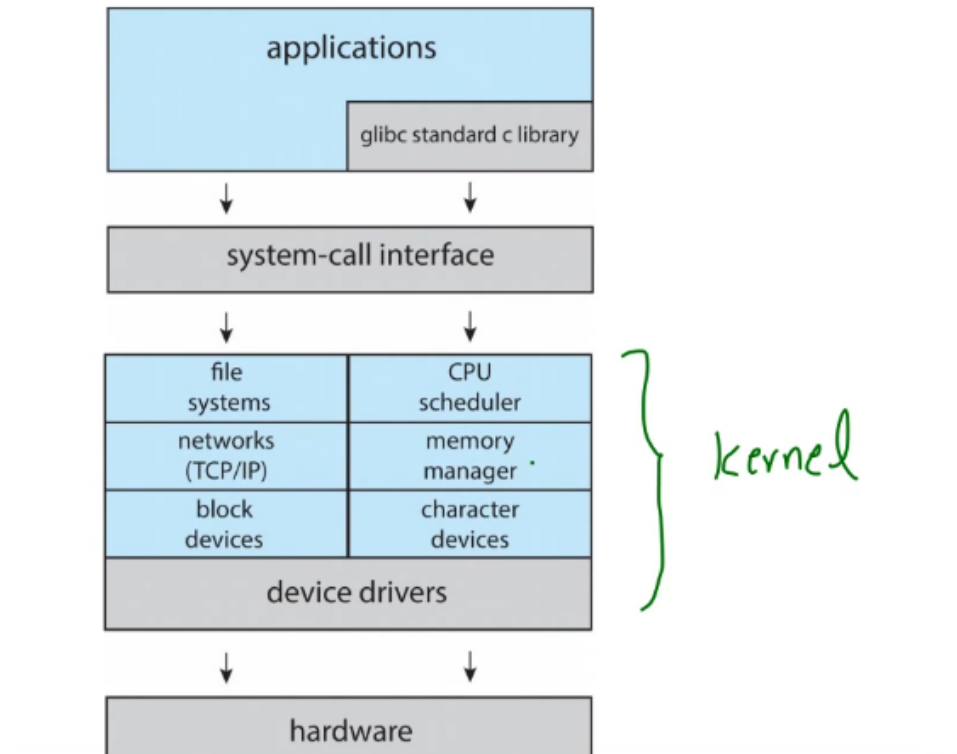 applications
glibc standard c library
system-call interface
file
systems
CPU
scheduler
networks
(TCP/IP)
memory
manager
block
devices
character
devices
device drivers
kernel
hardware